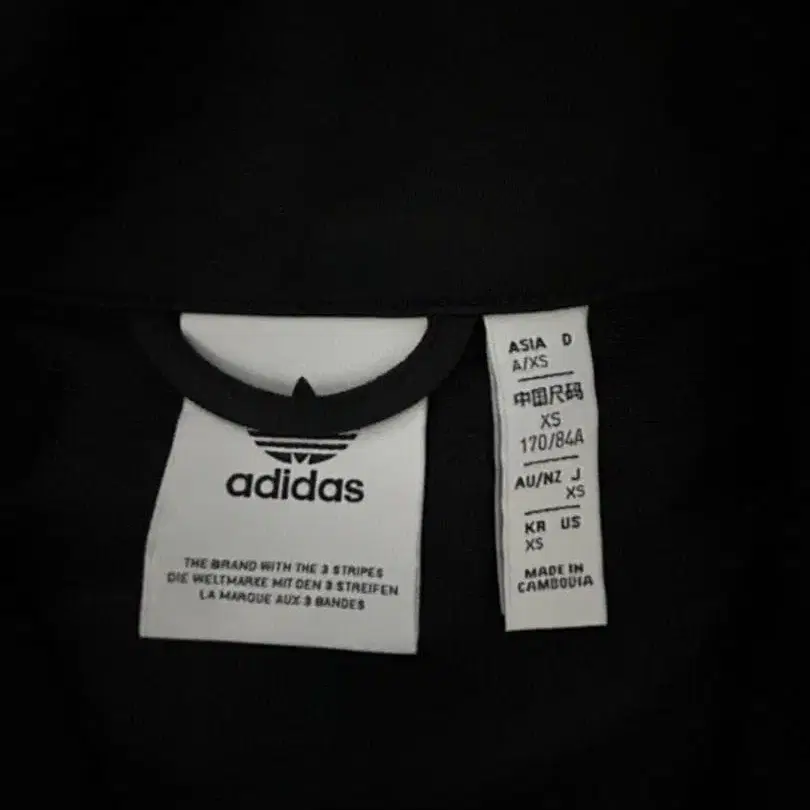 adidas
THE BRAND WITH THE 3 STRIPES
DIE WELTMARKE MIT DEN 3 STREIFEN
LA MARQUE AUX 3 BANDES
ASIA D
A/XS
中国尺码
XS
170/84A
AU/NZ J
XS
KR US
XS
MADE IN
CAMBODIA